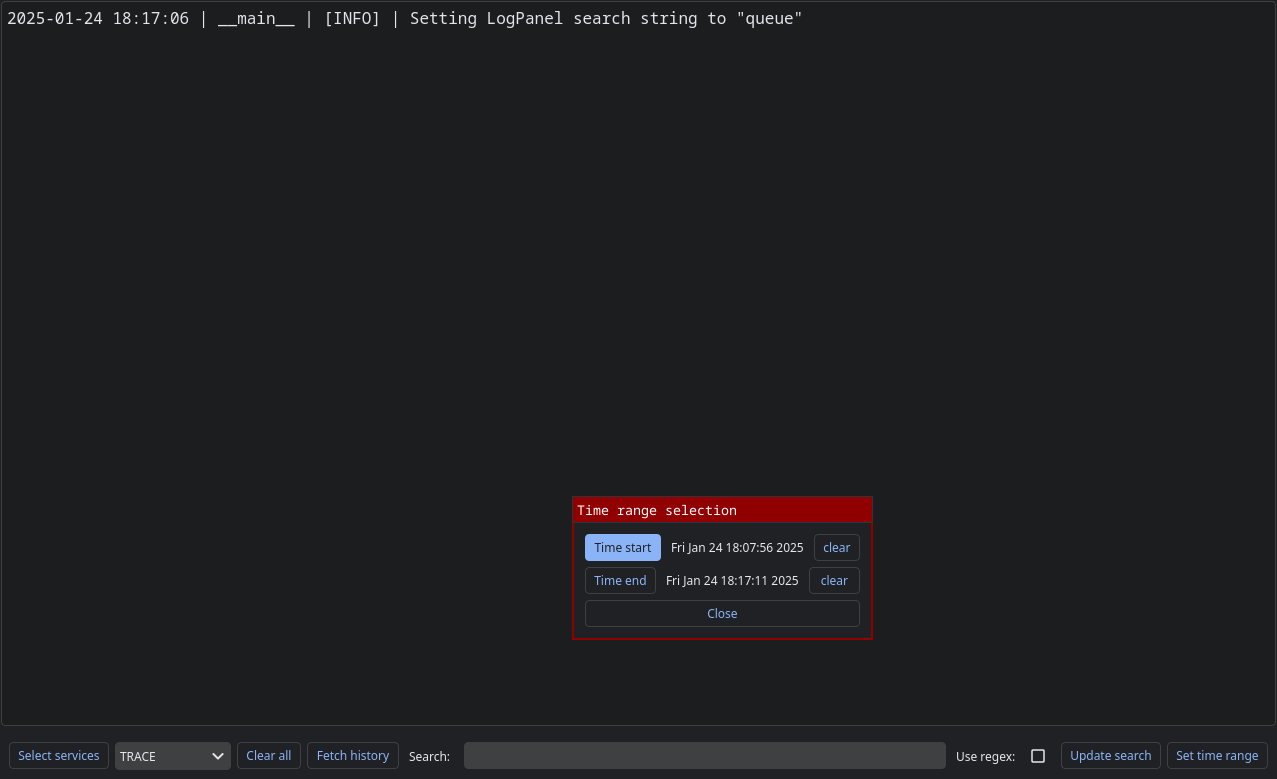 2025-01-24 18:17:06 | __main__ | [INFO] | Setting LogPanel search string to "queue"
Time range selection
Time start Fri Jan 24 18:07:56 2025 clear
Time end Fri Jan 24 18:17:11 2025 clear
Close
Select services TRACE Clear all Fetch history Search: Use regex: Update search Set time range